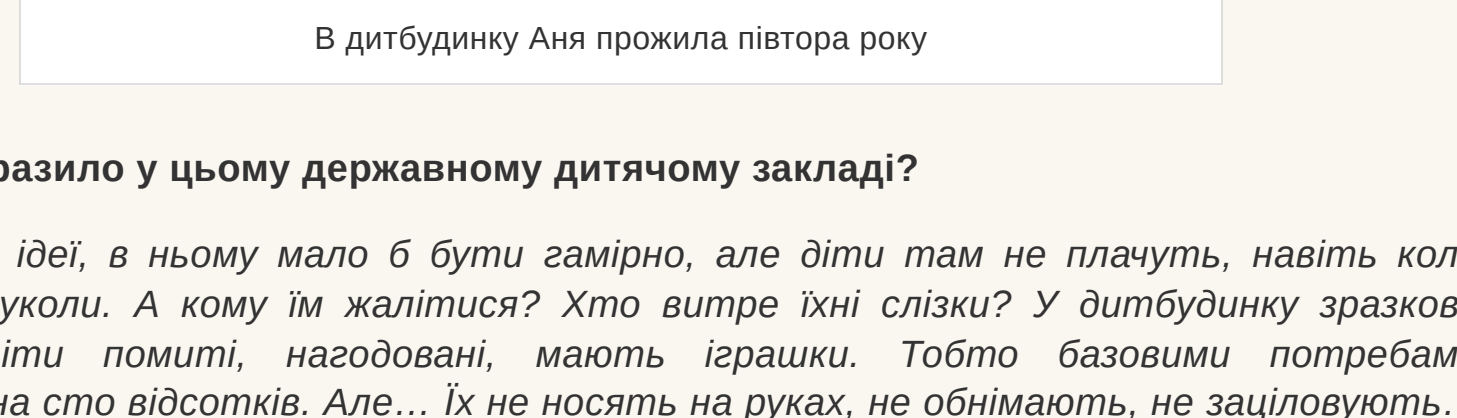 В дитбудинку Аня прожила півтора року
разило у цьому державному дитячому закладі?
ідеї, в ньому мало б бути гамірно, але діти там не плачуть, навіть кол
уколи. А кому їм жалітися? Хто витре їхні слізки? У дитбудинку зразков
іти помиті, нагодовані, мають іграшки. Тобто базовими потребам
на сто відсотків. Але… Їх не носять на руках, не обнімають, не зацілову­ють.